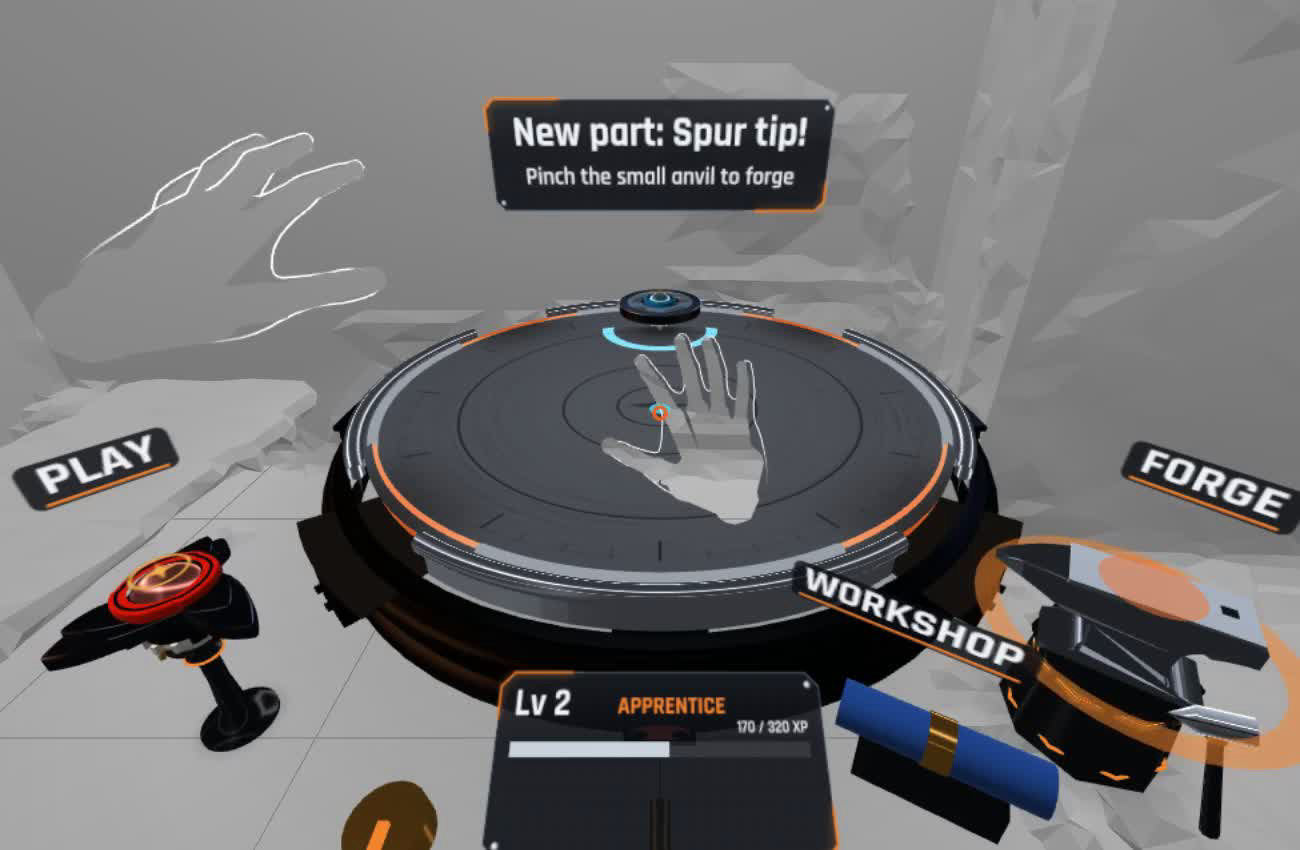 New part: Spur tip!
Pinch the small anvil to forge
PLAY
FORGE
WORKSHOP
Lv 2 APPRENTICE
170 / 320 XP